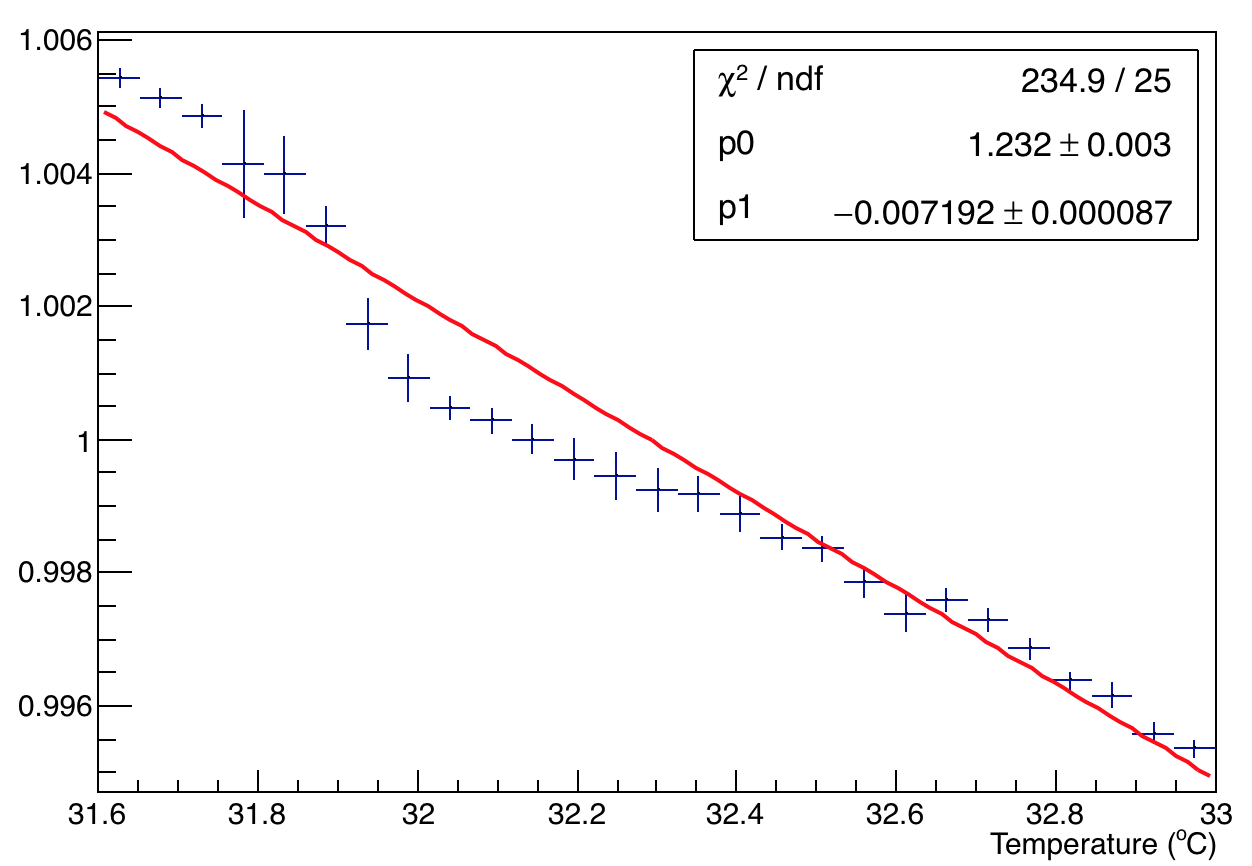 1.006
1.004
1.002
1
0.998
0.996
χ² / ndf 234.9 / 25
p0 1.232 ± 0.003
p1 −0.007192 ± 0.000087
31.6 31.8 32 32.2 32.4 32.6 32.8 33
Temperature (°C)